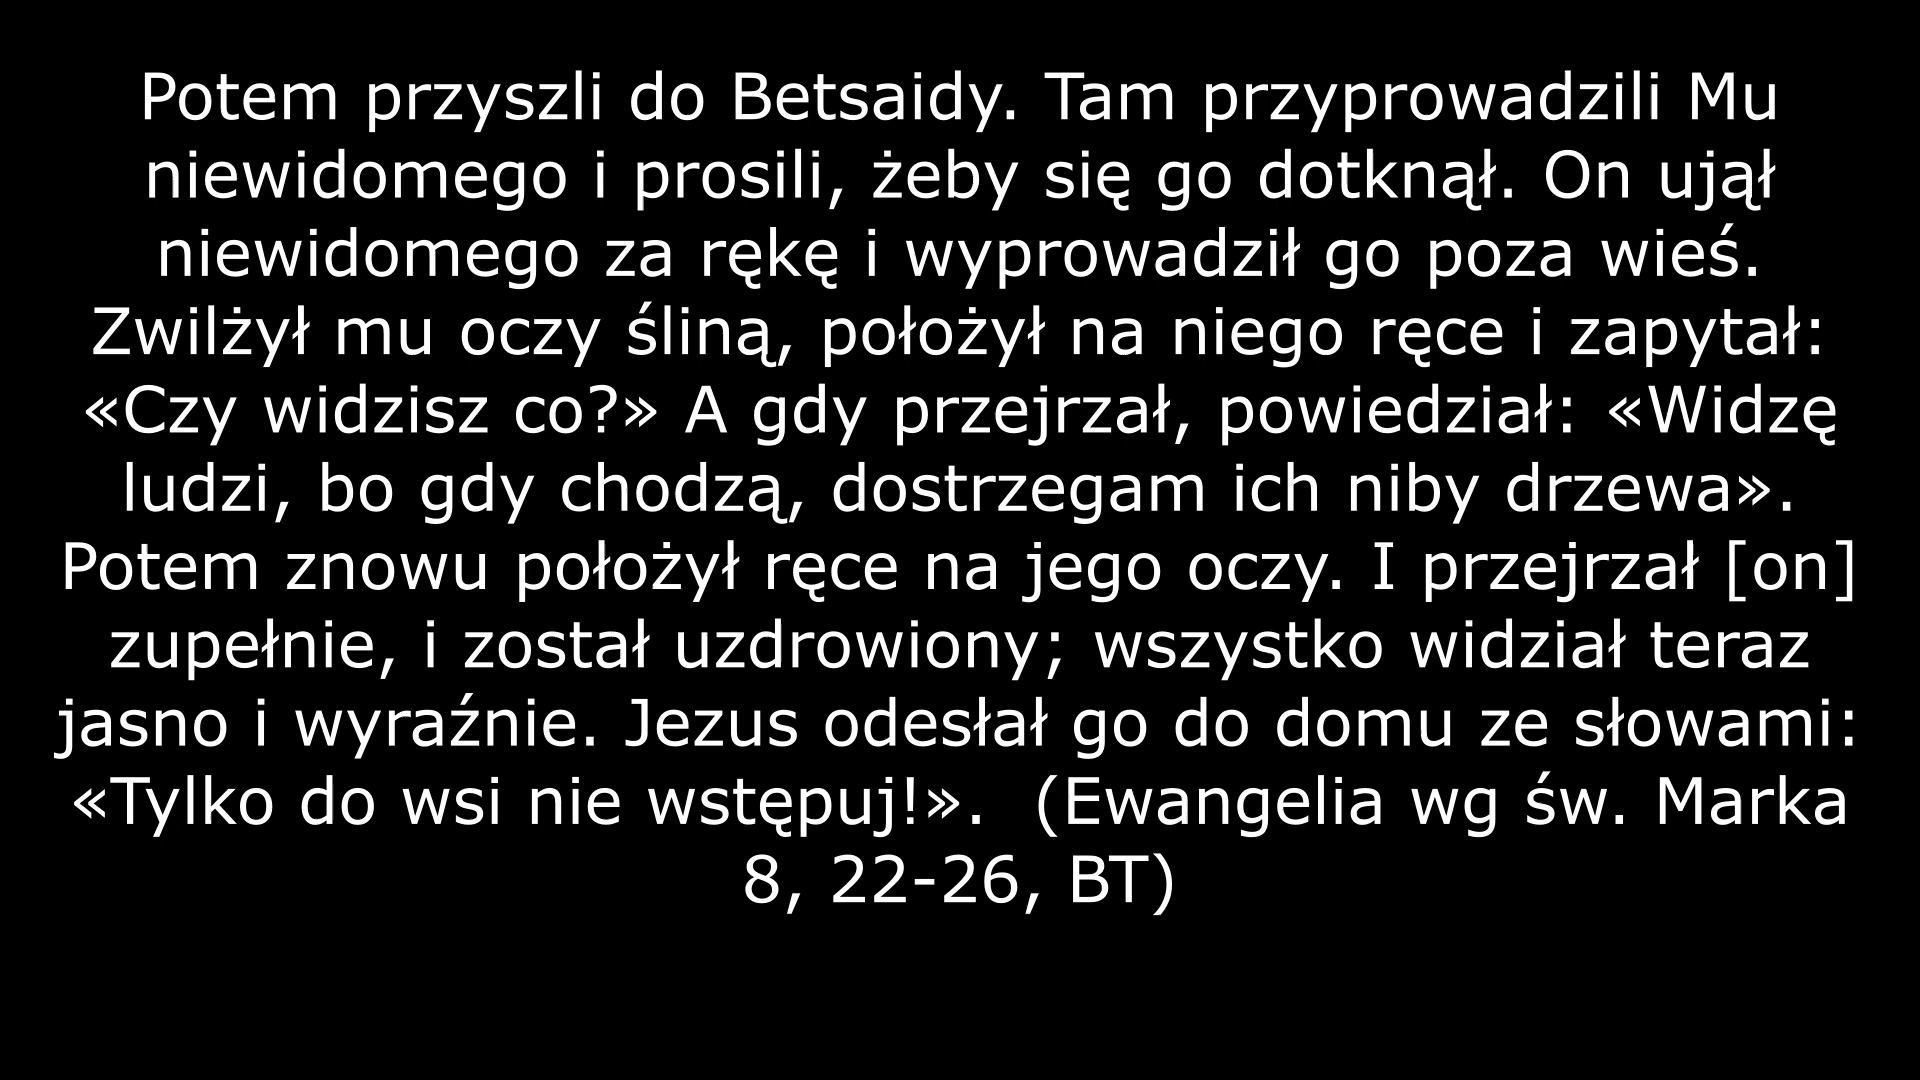 Potem przyszli do Betsaidy. Tam przyprowadzili Mu
niewidomego i prosili, żeby się go dotknął. On ujął
niewidomego za rękę i wyprowadził go poza wieś.
Zwilżył mu oczy śliną, położył na niego ręce i zapytał:
«Czy widzisz co?» A gdy przejrzał, powiedział: «Widzę
ludzi, bo gdy chodzą, dostrzegam ich niby drzewa».
Potem znowu położył ręce na jego oczy. I przejrzał [on]
zupełnie, i został uzdrowiony; wszystko widział teraz
jasno i wyraźnie. Jezus odesłał go do domu ze słowami:
«Tylko do wsi nie wstępuj!».  (Ewangelia wg św. Marka
8, 22-26, BT)